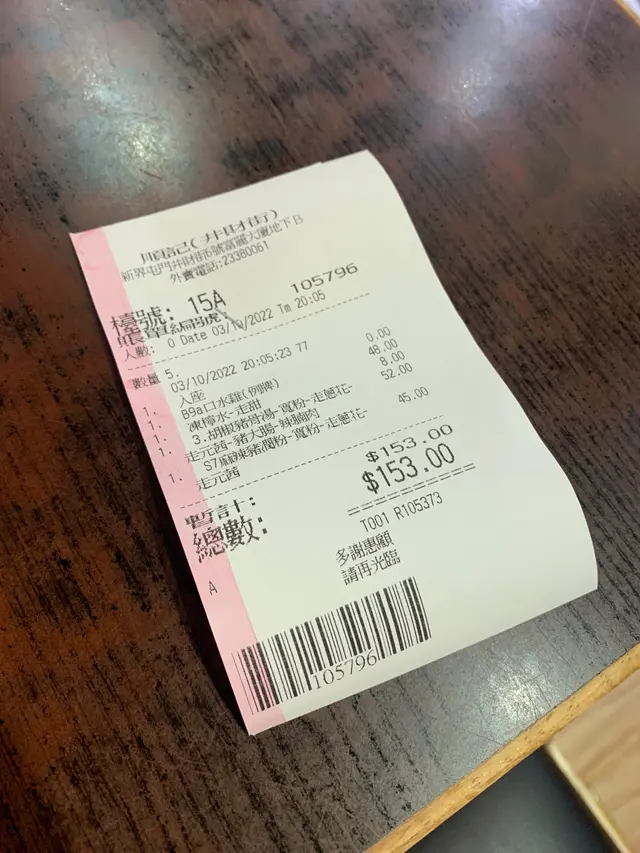 順記(井財街)
新界屯門井財街5號富麗大廈地下B
外賣電話:23380061
檯號: 15A 105796
賬單編號
人數: 0 Date 03/10/2022 Tm 20:05
數量 5.
03/10/2022 20:05:23 77
1. 入座 0.00
1. B9a口水雞(例牌) 48.00
1. 凍檸水-走甜 8.00
1. 3.胡椒豬骨湯-寬粉-走蔥花- 52.00
走元茜-豬大腸-辣腩肉
1. S7麻辣豬潤粉-寬粉-走蔥花- 45.00
走元茜
暫計: $153.00
總數: $153.00
T001 R105373
多謝惠顧
請再光臨
A
105796